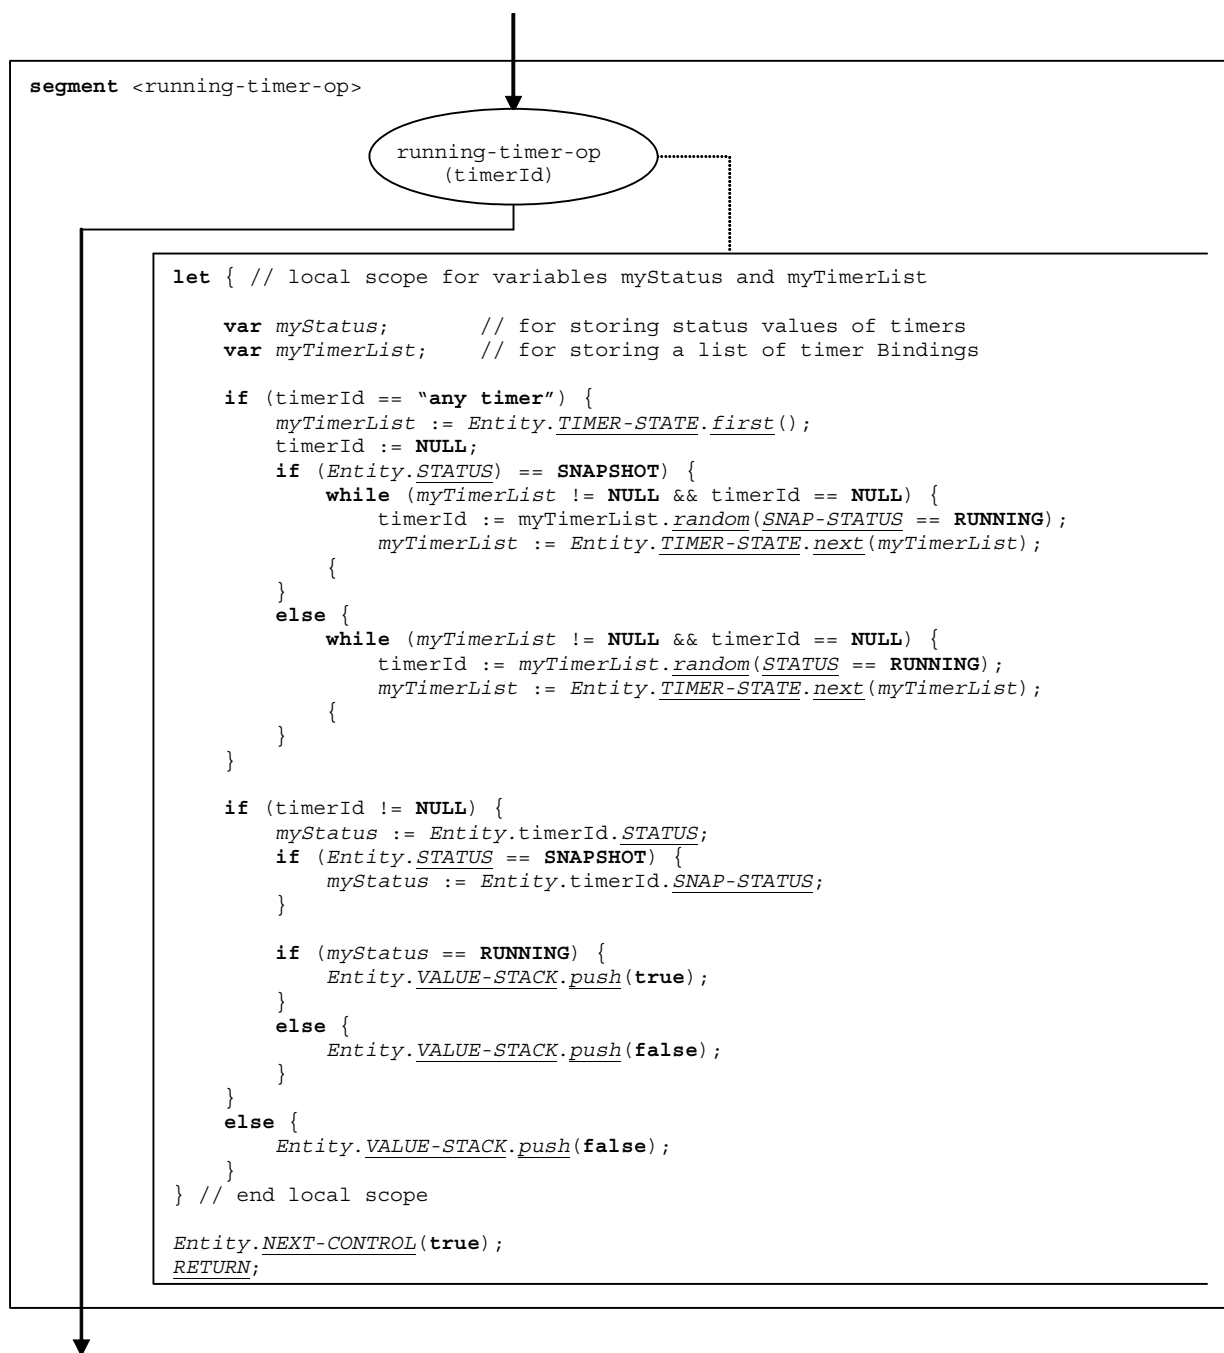 segment <running-timer-op>
running-timer-op
(timerId)
let { // local scope for variables myStatus and myTimerList
var myStatus; // for storing status values of timers
var myTimerList; // for storing a list of timer Bindings
if (timerId == “any timer”) {
myTimerList := Entity.TIMER-STATE.first();
timerId := NULL;
if (Entity.STATUS) == SNAPSHOT) {
while (myTimerList != NULL && timerId == NULL) {
timerId := myTimerList.random(SNAP-STATUS == RUNNING);
myTimerList := Entity.TIMER-STATE.next(myTimerList);
{
}
else {
while (myTimerList != NULL && timerId == NULL) {
timerId := myTimerList.random(STATUS == RUNNING);
myTimerList := Entity.TIMER-STATE.next(myTimerList);
{
}
}
if (timerId != NULL) {
myStatus := Entity.timerId.STATUS;
if (Entity.STATUS == SNAPSHOT) {
myStatus := Entity.timerId.SNAP-STATUS;
}
if (myStatus == RUNNING) {
Entity.VALUE-STACK.push(true);
}
else {
Entity.VALUE-STACK.push(false);
}
}
else {
Entity.VALUE-STACK.push(false);
}
} // end local scope
Entity.NEXT-CONTROL(true);
RETURN;